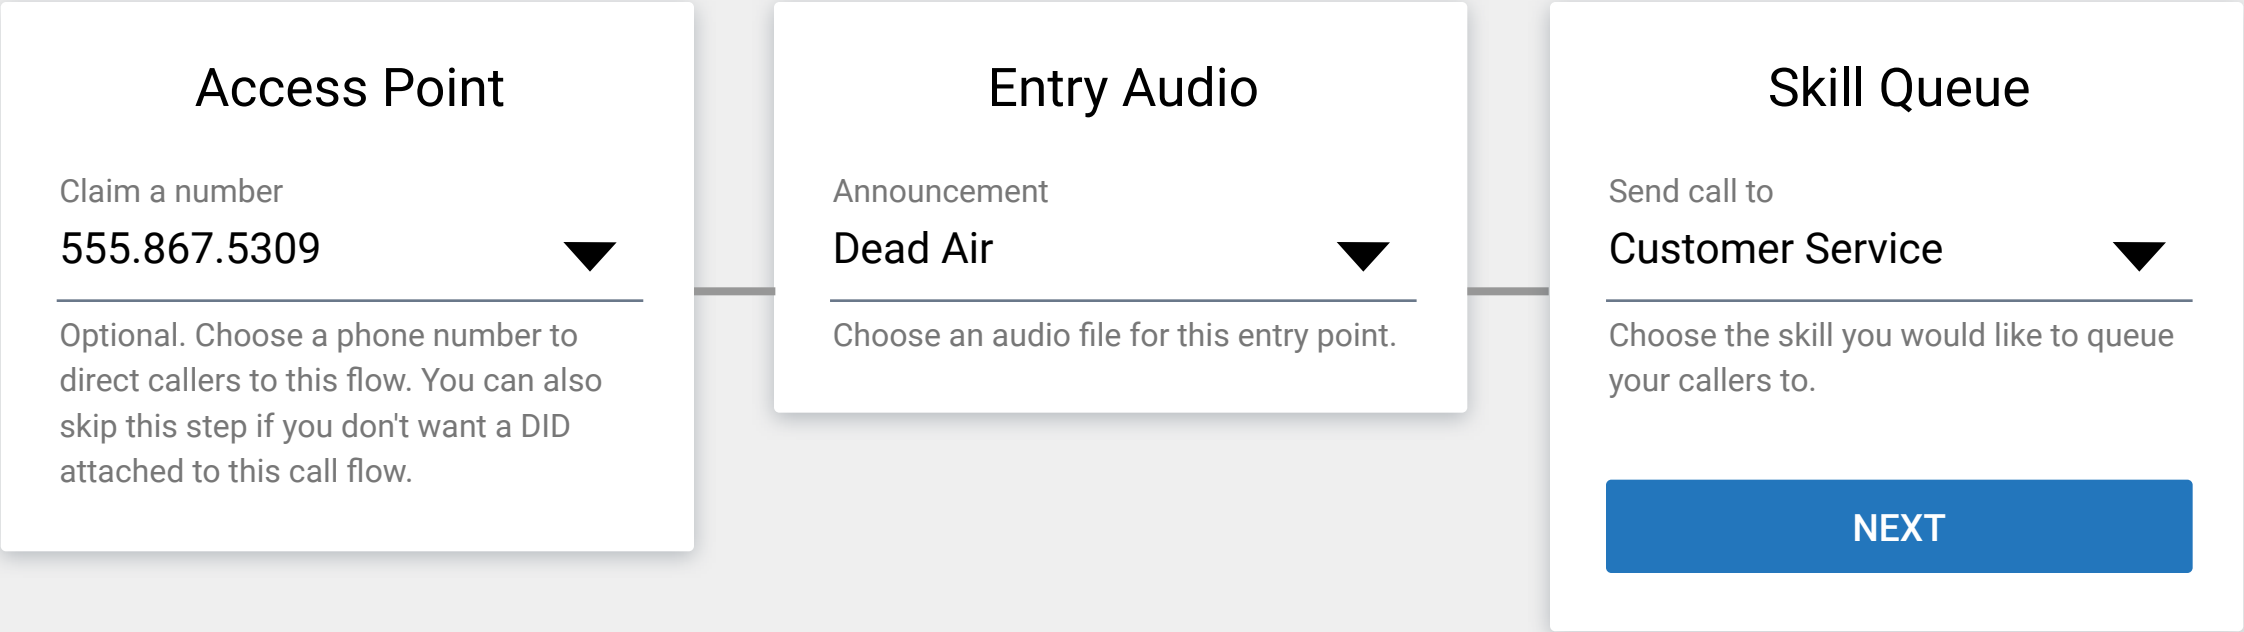 Access Point
Claim a number
555.867.5309
Optional. Choose a phone number to
direct callers to this flow. You can also
skip this step if you don't want a DID
attached to this call flow.
Entry Audio
Announcement
Dead Air
Choose an audio file for this entry point.
Skill Queue
Send call to
Customer Service
Choose the skill you would like to queue
your callers to.
NEXT